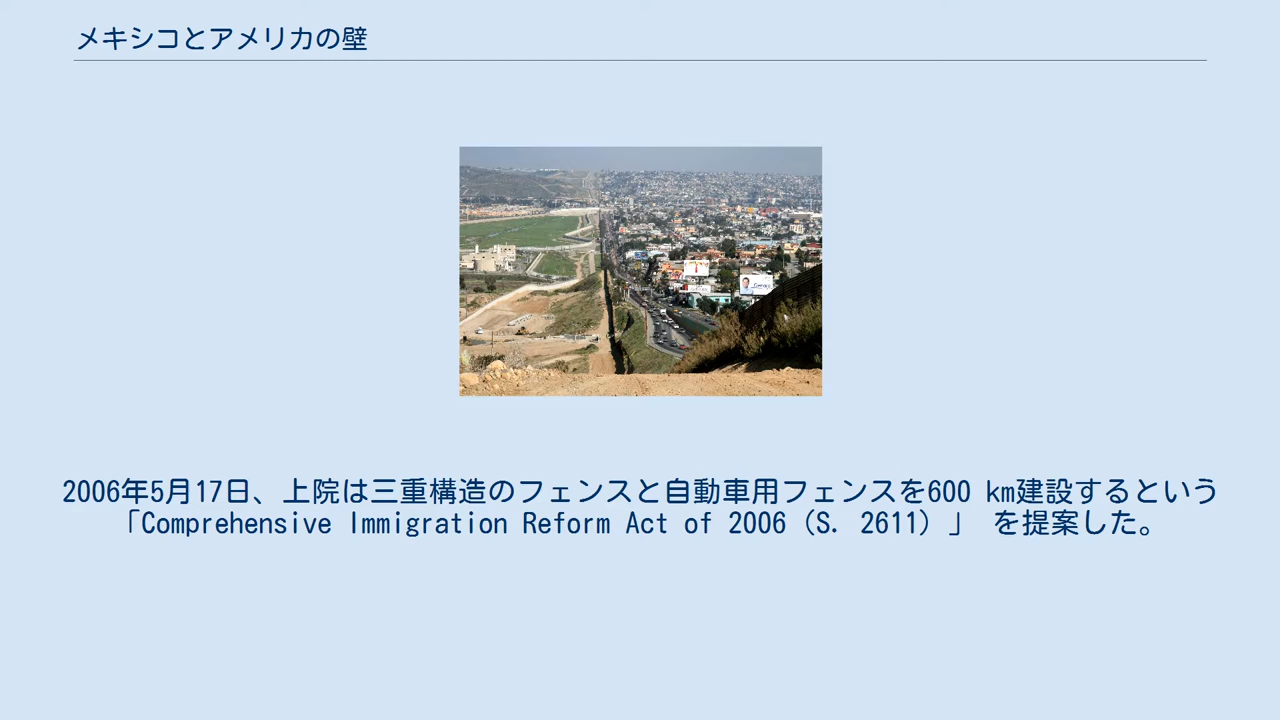 メキシコとアメリカの壁
2006年5月17日、上院は三重構造のフェンスと自動車用フェンスを600 km建設するという
「Comprehensive Immigration Reform Act of 2006（S. 2611）」 を提案した。